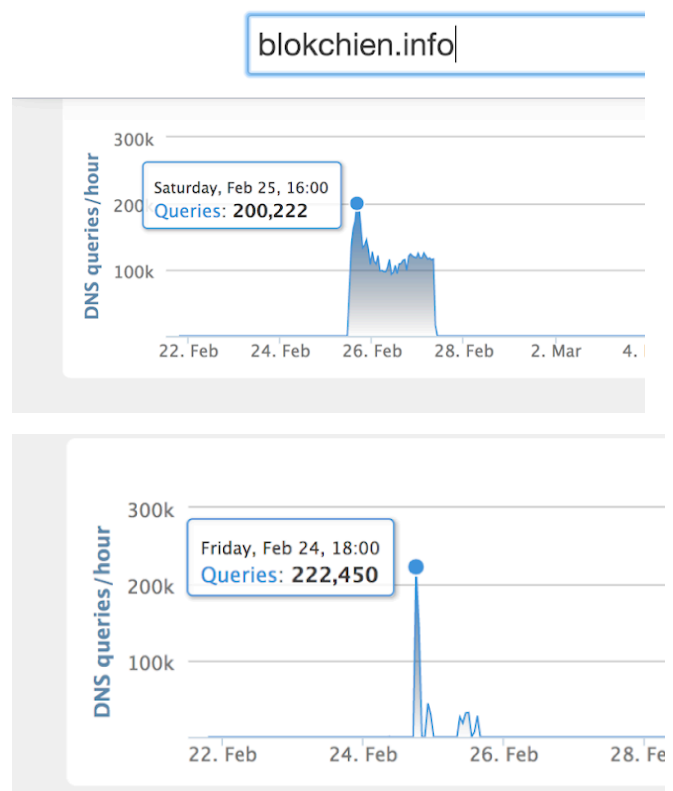 blokchien.info
300k
Saturday, Feb 25, 16:00
200k
Queries: 200,222
100k
DNS queries/hour
22. Feb 24. Feb 26. Feb 28. Feb 2. Mar 4.
300k
Friday, Feb 24, 18:00
Queries: 222,450
200k
100k
DNS queries/hour
22. Feb 24. Feb 26. Feb 28. Fe